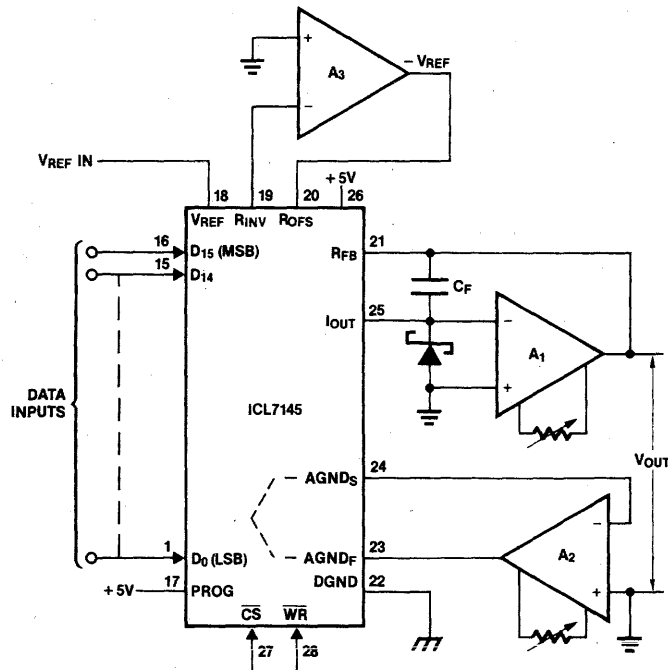 +
A3
− VREF
−
VREF IN
+ 5V
18 19 20 26
VREF RINV ROFS
16 D15 (MSB)
15 D14
RFB 21
CF
IOUT 25
−
A1
+
DATA
INPUTS
ICL7145
VOUT
AGNDS 24
−
A2
1 D0 (LSB)
AGNDF 23
+ 5V 17 PROG
DGND 22
+
CS WR
27 28